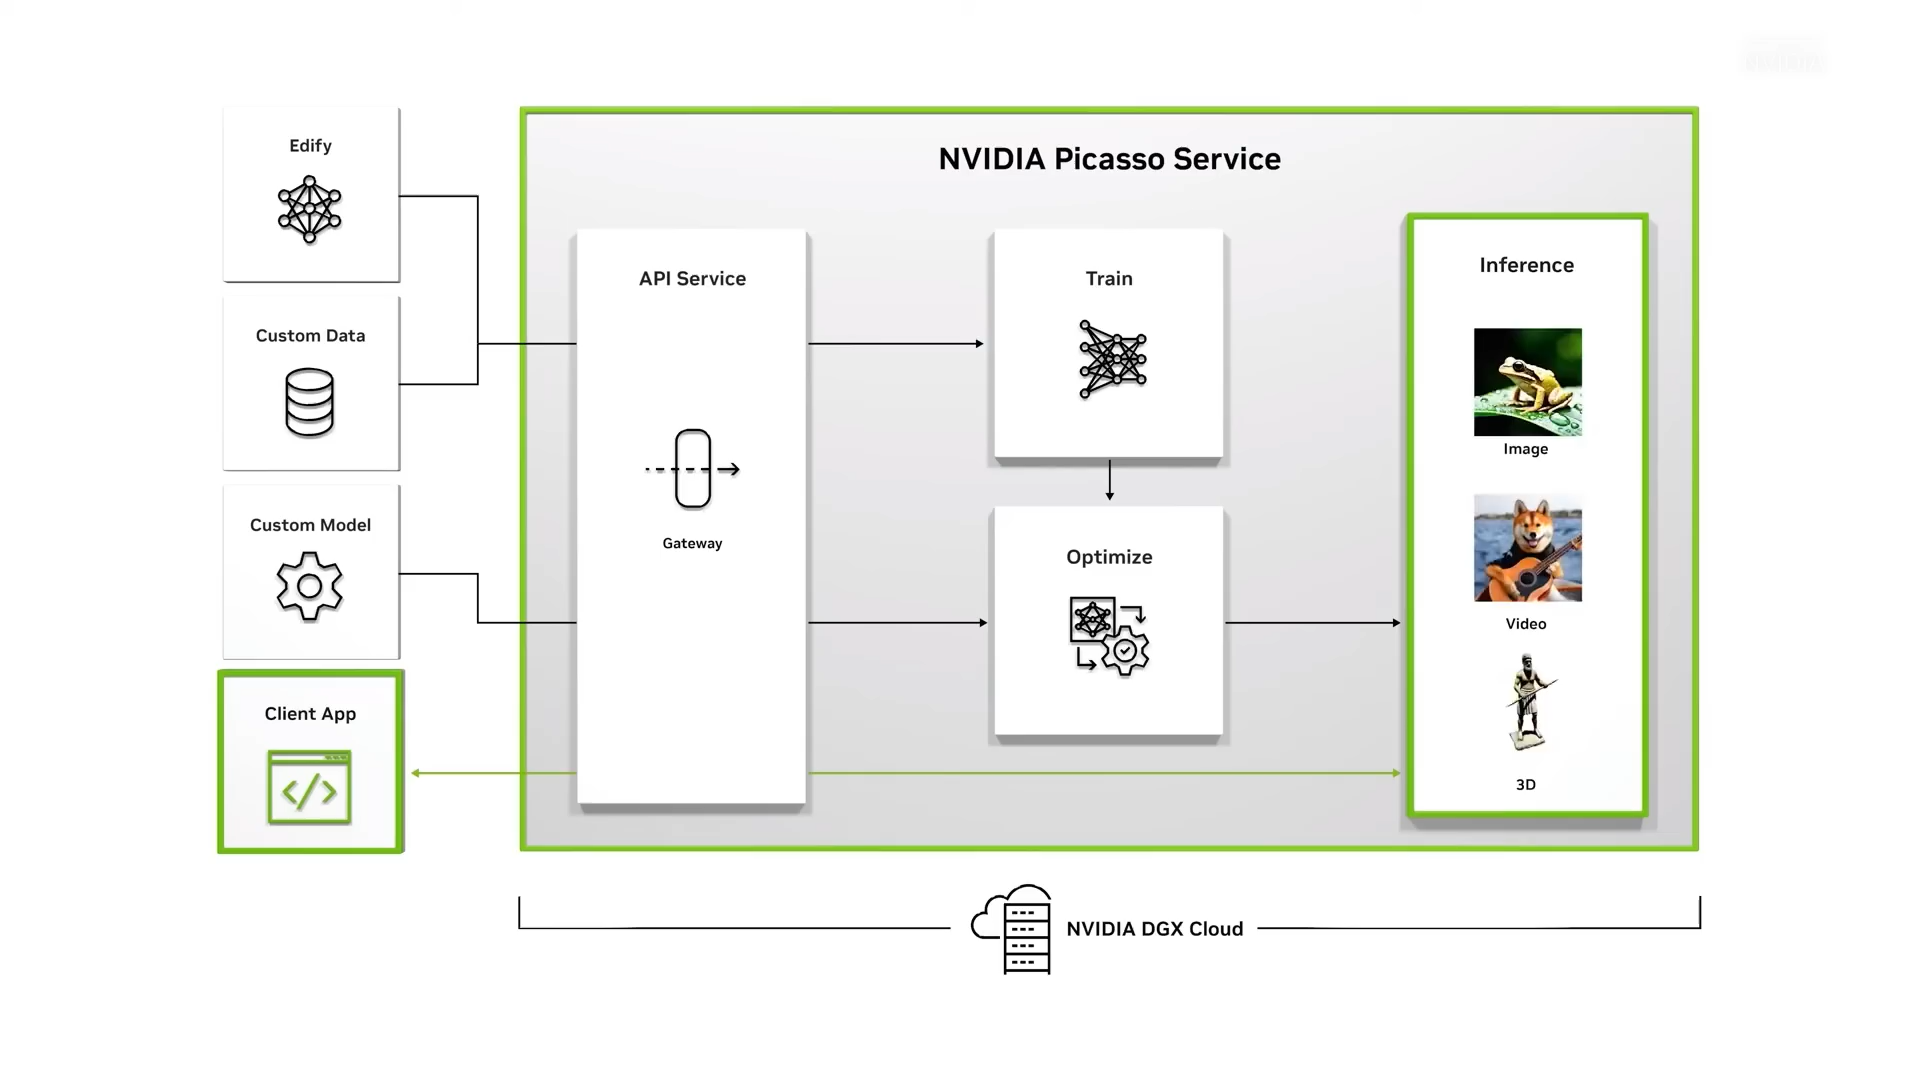 Edify
Custom Data
Custom Model
Client App
</>
NVIDIA Picasso Service
API Service
Gateway
Train
Optimize
Inference
Image
Video
3D
NVIDIA DGX Cloud